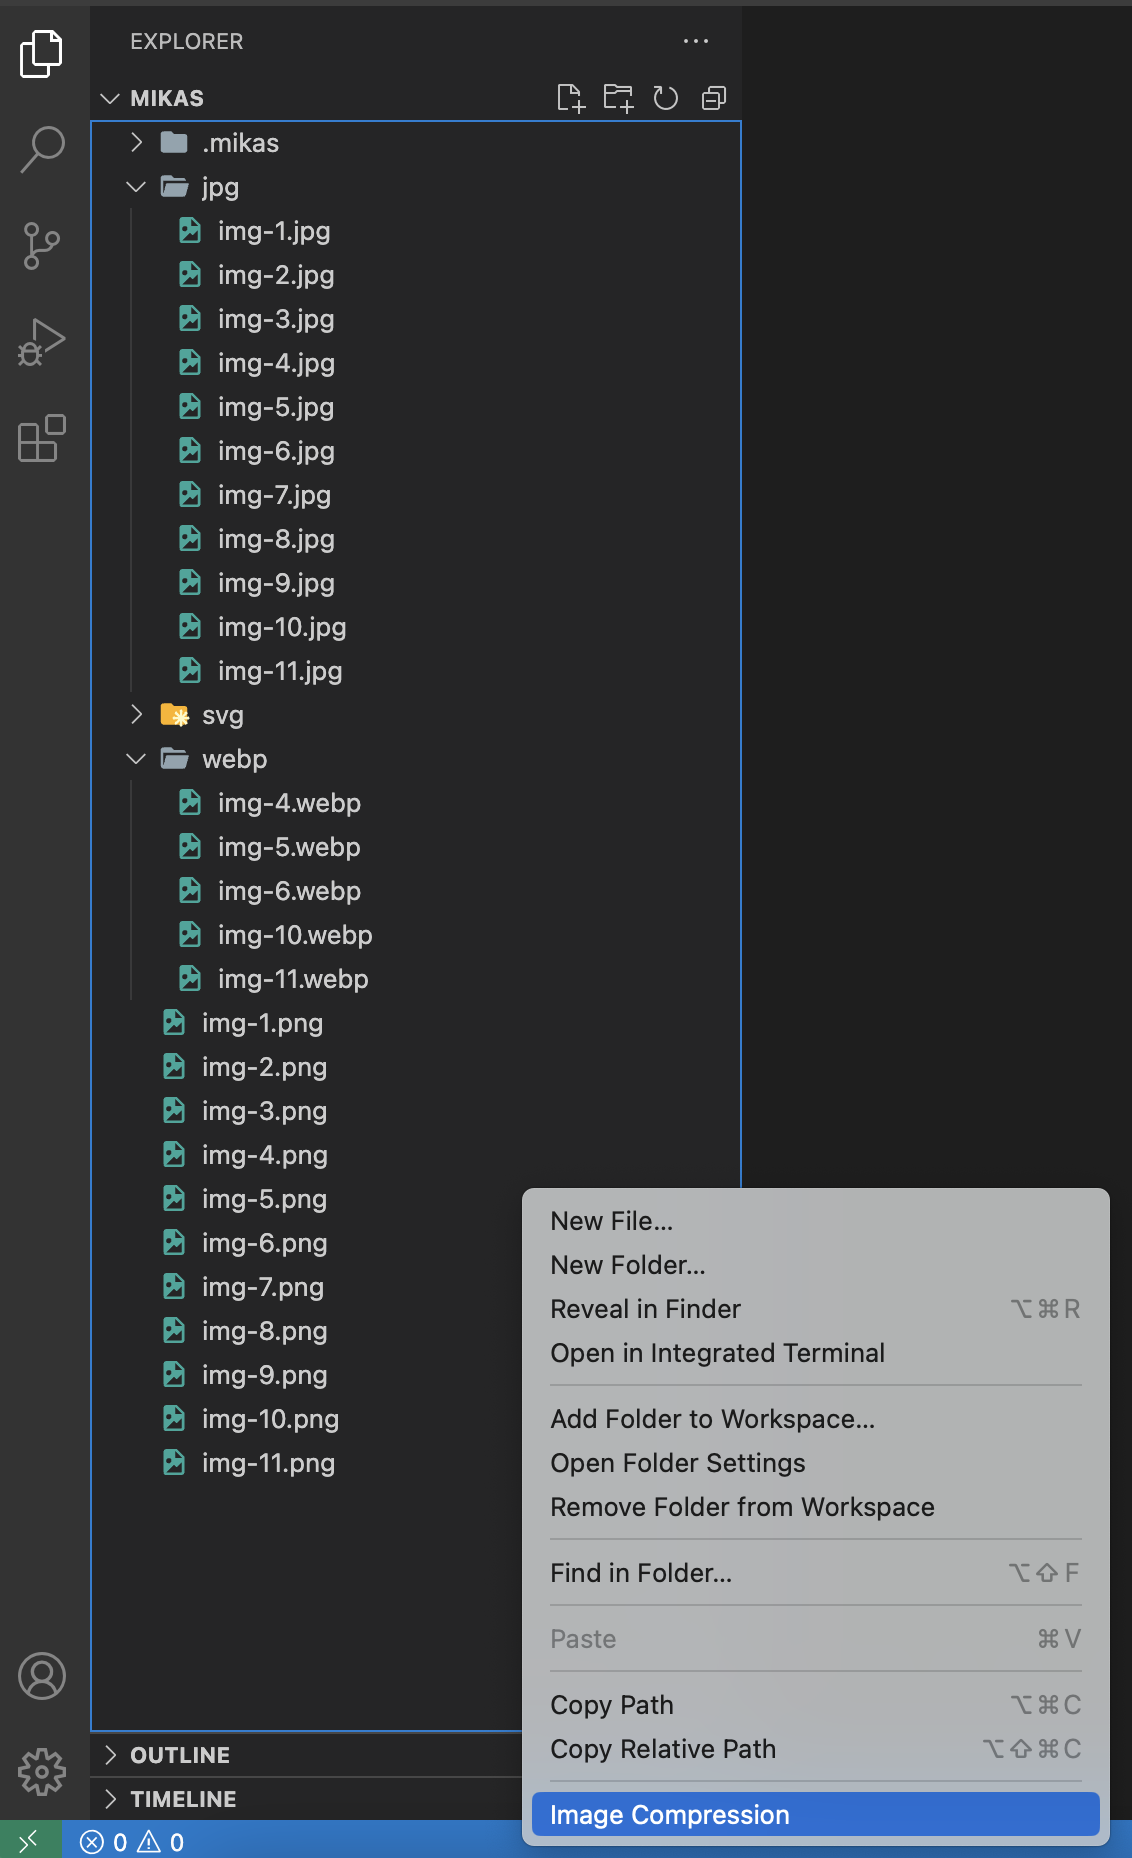 EXPLORER
MIKAS
.mikas
jpg
img-1.jpg
img-2.jpg
img-3.jpg
img-4.jpg
img-5.jpg
img-6.jpg
img-7.jpg
img-8.jpg
img-9.jpg
img-10.jpg
img-11.jpg
svg
webp
img-4.webp
img-5.webp
img-6.webp
img-10.webp
img-11.webp
img-1.png
img-2.png
img-3.png
img-4.png
img-5.png
img-6.png
img-7.png
img-8.png
img-9.png
img-10.png
img-11.png
OUTLINE
TIMELINE
0 0
New File...
New Folder...
Reveal in Finder ⌥⌘R
Open in Integrated Terminal
Add Folder to Workspace...
Open Folder Settings
Remove Folder from Workspace
Find in Folder... ⌥⇧F
Paste ⌘V
Copy Path ⌥⌘C
Copy Relative Path ⌥⇧⌘C
Image Compression